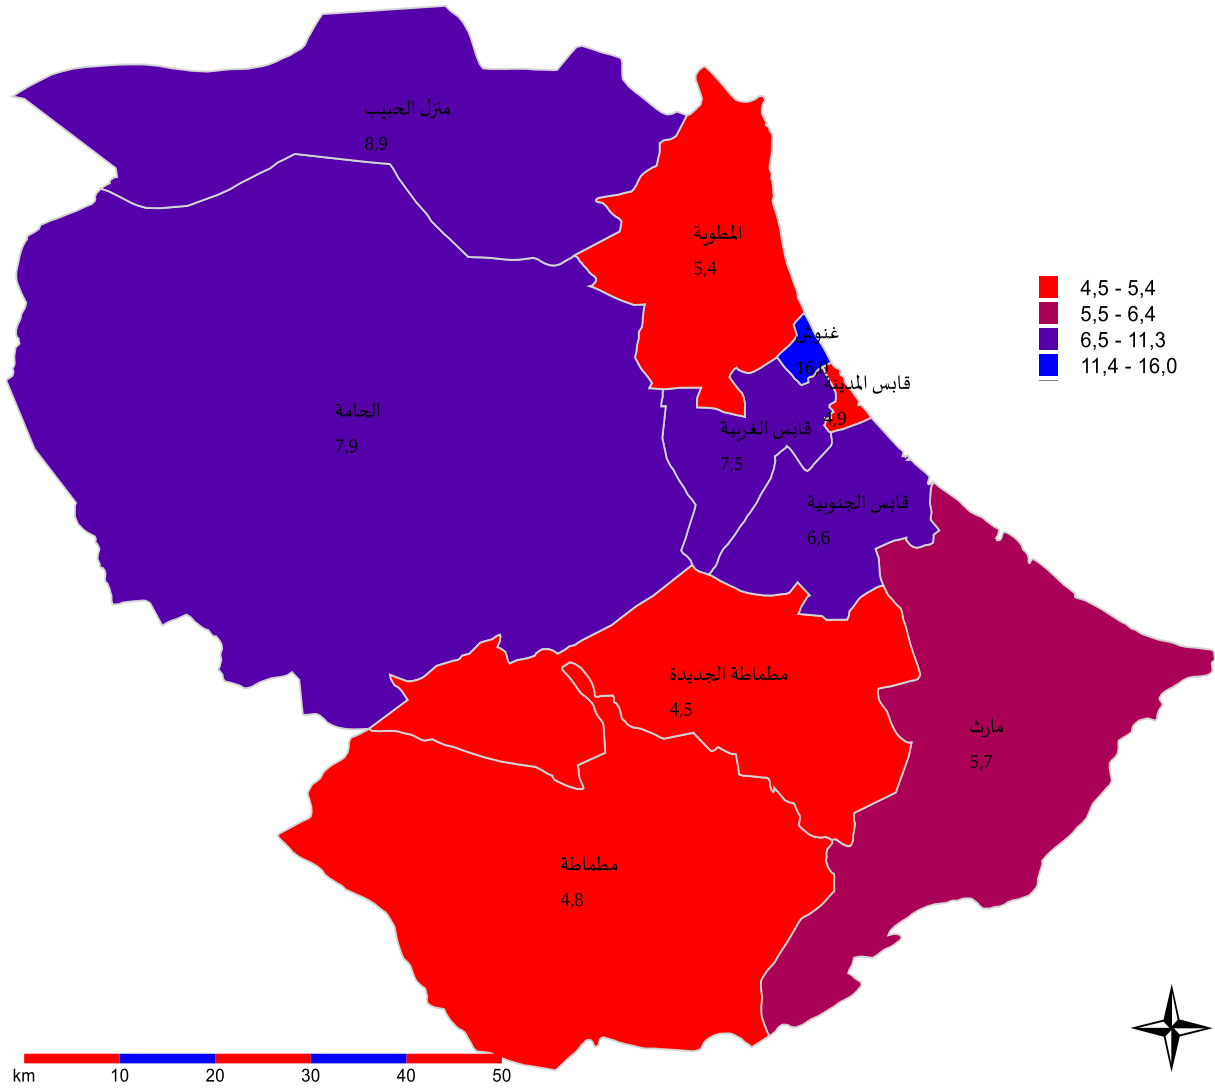 منزل الحبيب
8,9
المطوية
5,4
4,5 - 5,4
5,5 - 6,4
6,5 - 11,3
11,4 - 16,0
غنوش
16,0
قابس المدينة
4,9
الحامة
7,9
قابس الغربية
7,5
قابس الجنوبية
6,6
مطماطة الجديدة
4,5
مارث
5,7
مطماطة
4,8
km 10 20 30 40 50